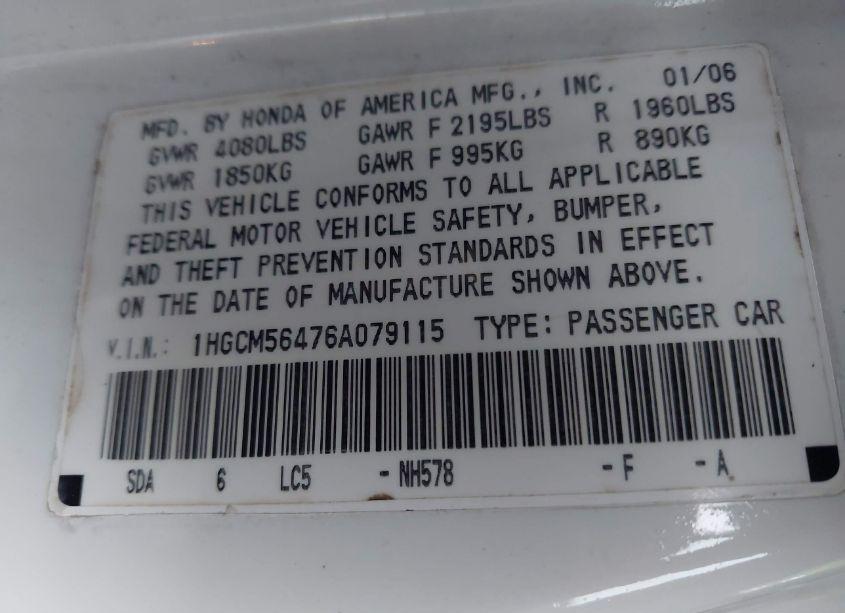 MFD. BY HONDA OF AMERICA MFG., INC. 01/06
GVWR 4080LBS GAWR F 2195LBS R 1960LBS
GVWR 1850KG GAWR F 995KG R 890KG
THIS VEHICLE CONFORMS TO ALL APPLICABLE
FEDERAL MOTOR VEHICLE SAFETY, BUMPER,
AND THEFT PREVENTION STANDARDS IN EFFECT
ON THE DATE OF MANUFACTURE SHOWN ABOVE.
V.I.N.: 1HGCM56476A079115 TYPE: PASSENGER CAR
SDA 6 LC5 -NH578 -F -A